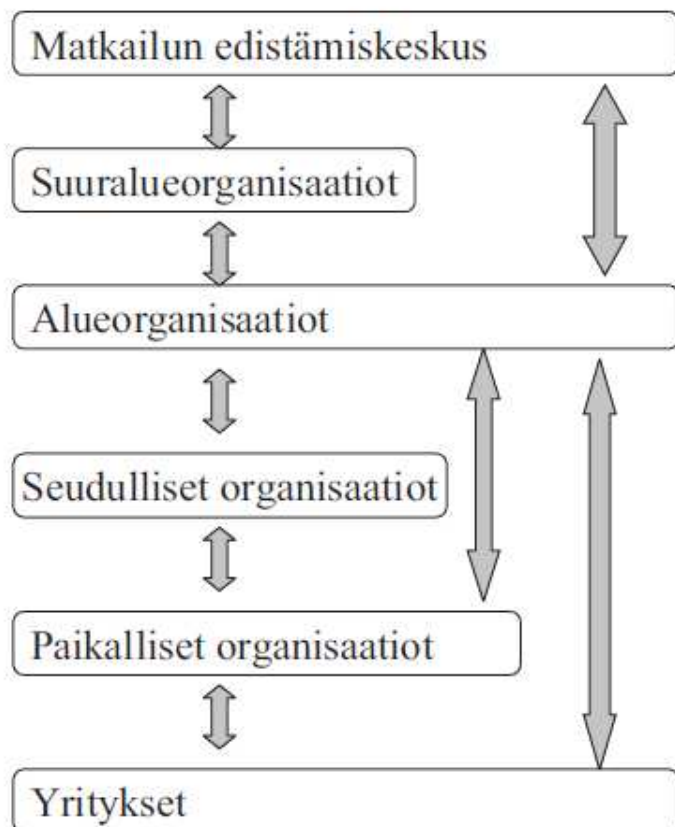 Matkailun edistämiskeskus
Suuralueorganisaatiot
Alueorganisaatiot
Seudulliset organisaatiot
Paikalliset organisaatiot
Yritykset